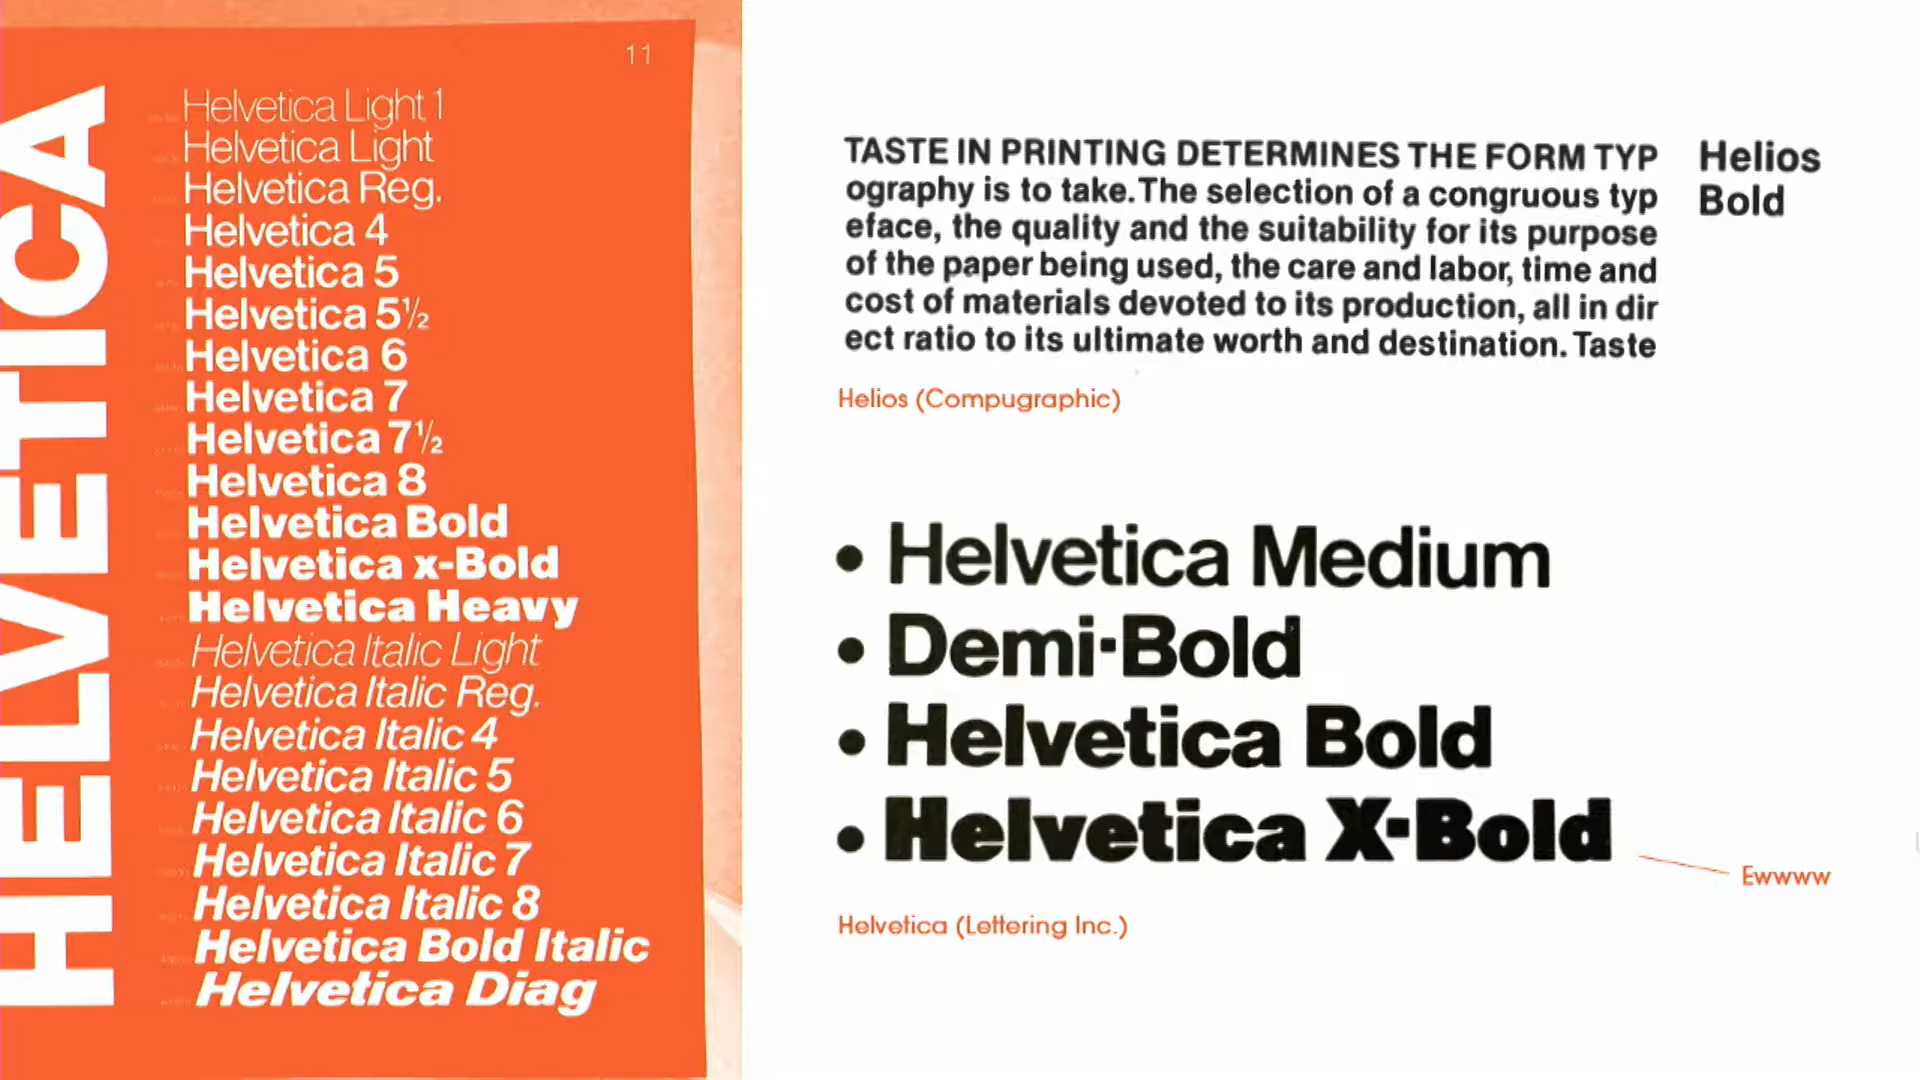 11
HELVETICA
Helvetica Light 1
Helvetica Light
Helvetica Reg.
Helvetica 4
Helvetica 5
Helvetica 5½
Helvetica 6
Helvetica 7
Helvetica 7½
Helvetica 8
Helvetica Bold
Helvetica x-Bold
Helvetica Heavy
Helvetica Italic Light
Helvetica Italic Reg.
Helvetica Italic 4
Helvetica Italic 5
Helvetica Italic 6
Helvetica Italic 7
Helvetica Italic 8
Helvetica Bold Italic
Helvetica Diag
TASTE IN PRINTING DETERMINES THE FORM TYP
ography is to take. The selection of a congruous typ
eface, the quality and the suitability for its purpose
of the paper being used, the care and labor, time and
cost of materials devoted to its production, all in dir
ect ratio to its ultimate worth and destination. Taste
Helios
Bold
Helios (Compugraphic)
• Helvetica Medium
• Demi-Bold
• Helvetica Bold
• Helvetica X-Bold
Ewwww
Helvetica (Lettering Inc.)